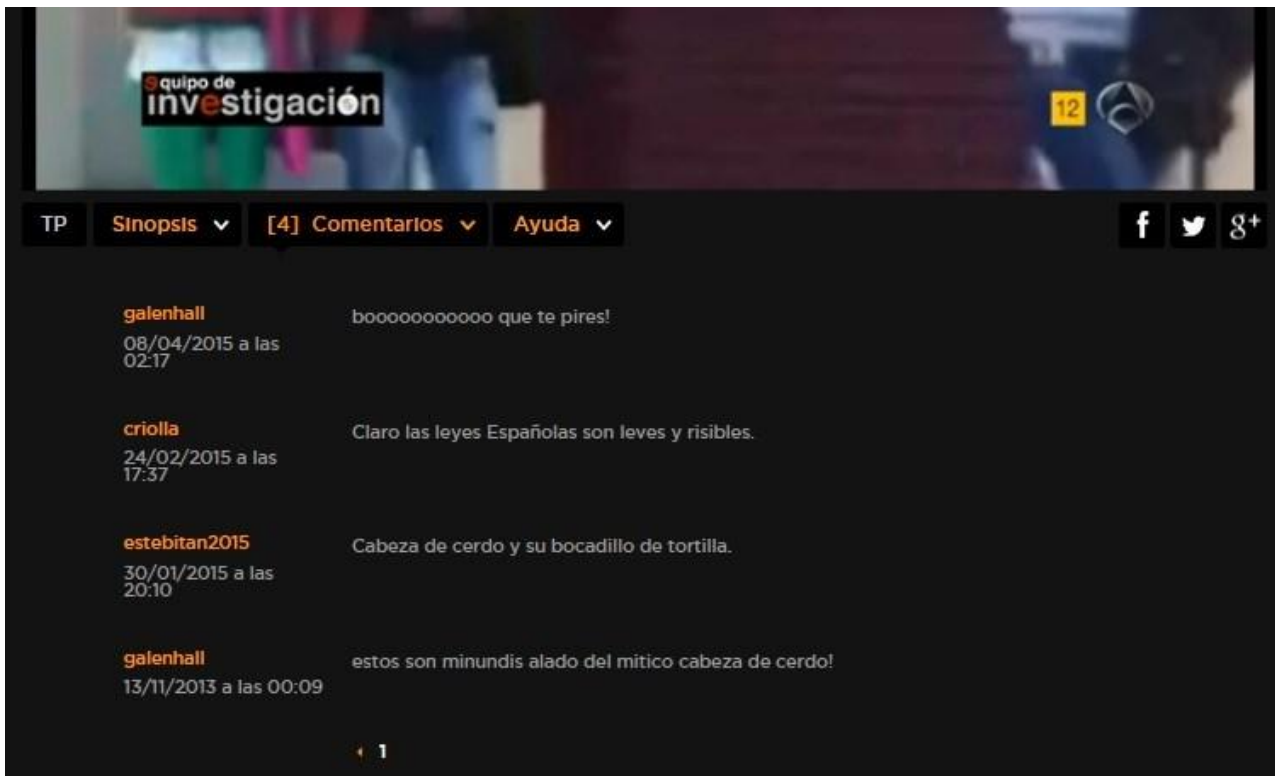 equipo de
investigación
12
TP Sinopsis [4] Comentarios Ayuda f g+
galenhall booooooooooo que te pires!
08/04/2015 a las
02:17
criolla Claro las leyes Españolas son leves y risibles.
24/02/2015 a las
17:37
estebitan2015 Cabeza de cerdo y su bocadillo de tortilla.
30/01/2015 a las
20:10
galenhall estos son minundis alado del mitico cabeza de cerdo!
13/11/2013 a las 00:09
1